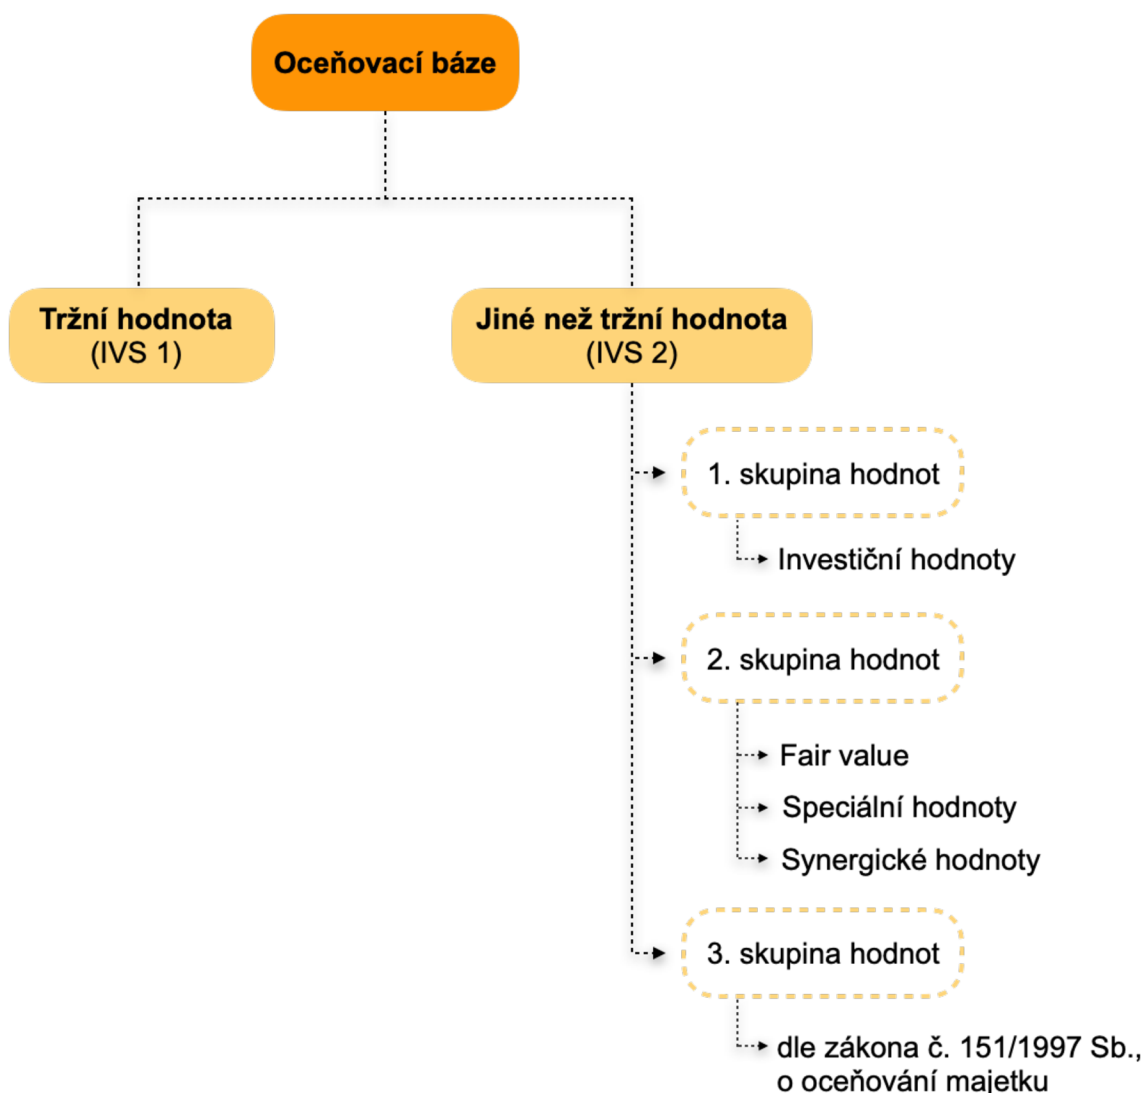 Oceňovací báze
Tržní hodnota
(IVS 1)
Jiné než tržní hodnota
(IVS 2)
1. skupina hodnot
Investiční hodnoty
2. skupina hodnot
Fair value
Speciální hodnoty
Synergické hodnoty
3. skupina hodnot
dle zákona č. 151/1997 Sb.,
o oceňování majetku